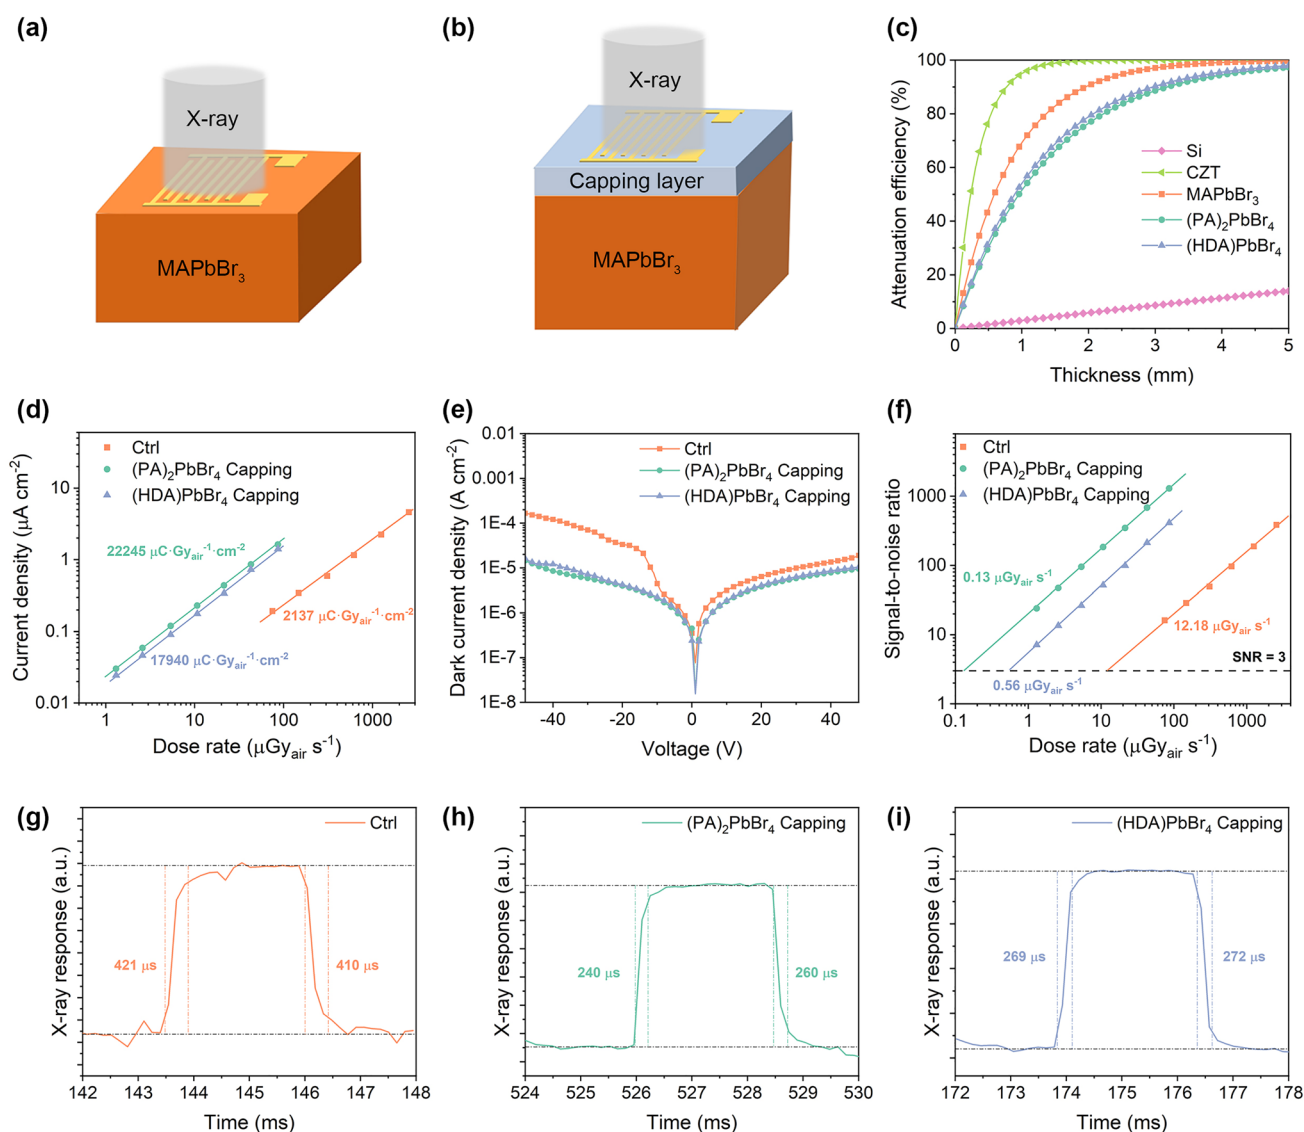 (a)
X-ray
MAPbBr3
(b)
X-ray
Capping layer
MAPbBr3
(c)
Attenuation efficiency (%)
100
80
60
40
20
0
Si
CZT
MAPbBr3
(PA)2PbBr4
(HDA)PbBr4
0 1 2 3 4 5
Thickness (mm)
(d)
Current density (μA cm-2)
10
1
0.1
0.01
Ctrl
(PA)2PbBr4 Capping
(HDA)PbBr4 Capping
22245 μC·Gyair-1·cm-2
2137 μC·Gyair-1·cm-2
17940 μC·Gyair-1·cm-2
1 10 100 1000
Dose rate (μGyair s-1)
(e)
Dark current density (A cm-2)
0.01
0.001
1E-4
1E-5
1E-6
1E-7
1E-8
Ctrl
(PA)2PbBr4 Capping
(HDA)PbBr4 Capping
-40 -20 0 20 40
Voltage (V)
(f)
Signal-to-noise ratio
1000
100
10
1
Ctrl
(PA)2PbBr4 Capping
(HDA)PbBr4 Capping
0.13 μGyair s-1
12.18 μGyair s-1
SNR = 3
0.56 μGyair s-1
0.1 1 10 100 1000
Dose rate (μGyair s-1)
(g)
X-ray response (a.u.)
Ctrl
421 μs
410 μs
142 143 144 145 146 147 148
Time (ms)
(h)
X-ray response (a.u.)
(PA)2PbBr4 Capping
240 μs
260 μs
524 525 526 527 528 529 530
Time (ms)
(i)
X-ray response (a.u.)
(HDA)PbBr4 Capping
269 μs
272 μs
172 173 174 175 176 177 178
Time (ms)